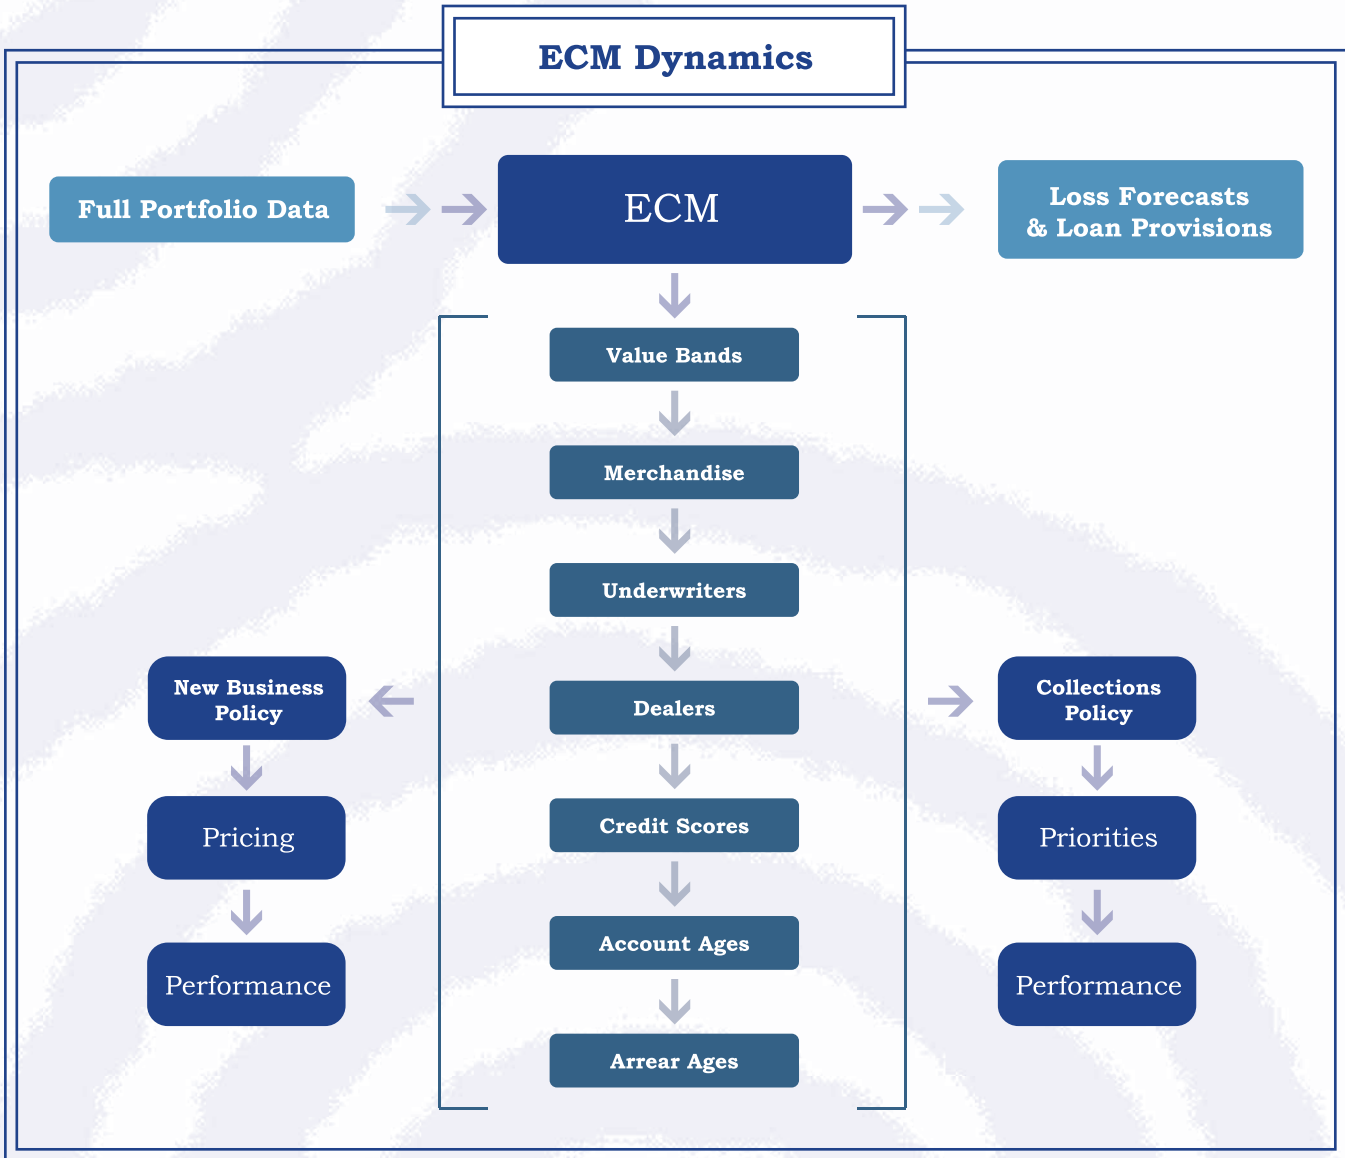 ECM Dynamics
Full Portfolio Data
ECM
Loss Forecasts
& Loan Provisions
Value Bands
Merchandise
Underwriters
Dealers
Credit Scores
Account Ages
Arrear Ages
New Business
Policy
Pricing
Performance
Collections
Policy
Priorities
Performance